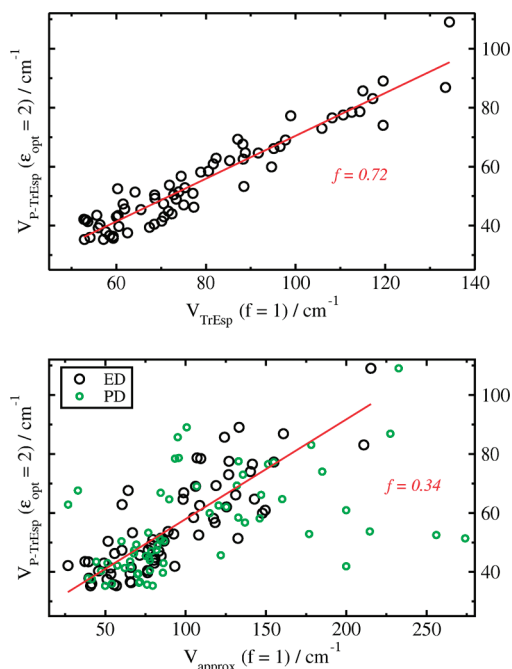 V_P-TrEsp (ε_opt = 2) / cm⁻¹
100
80
60
40
f = 0.72
60 80 100 120 140
V_TrEsp (f = 1) / cm⁻¹
ED
PD
V_P-TrEsp (ε_opt = 2) / cm⁻¹
100
80
60
40
f = 0.34
50 100 150 200 250
V_approx (f = 1) / cm⁻¹